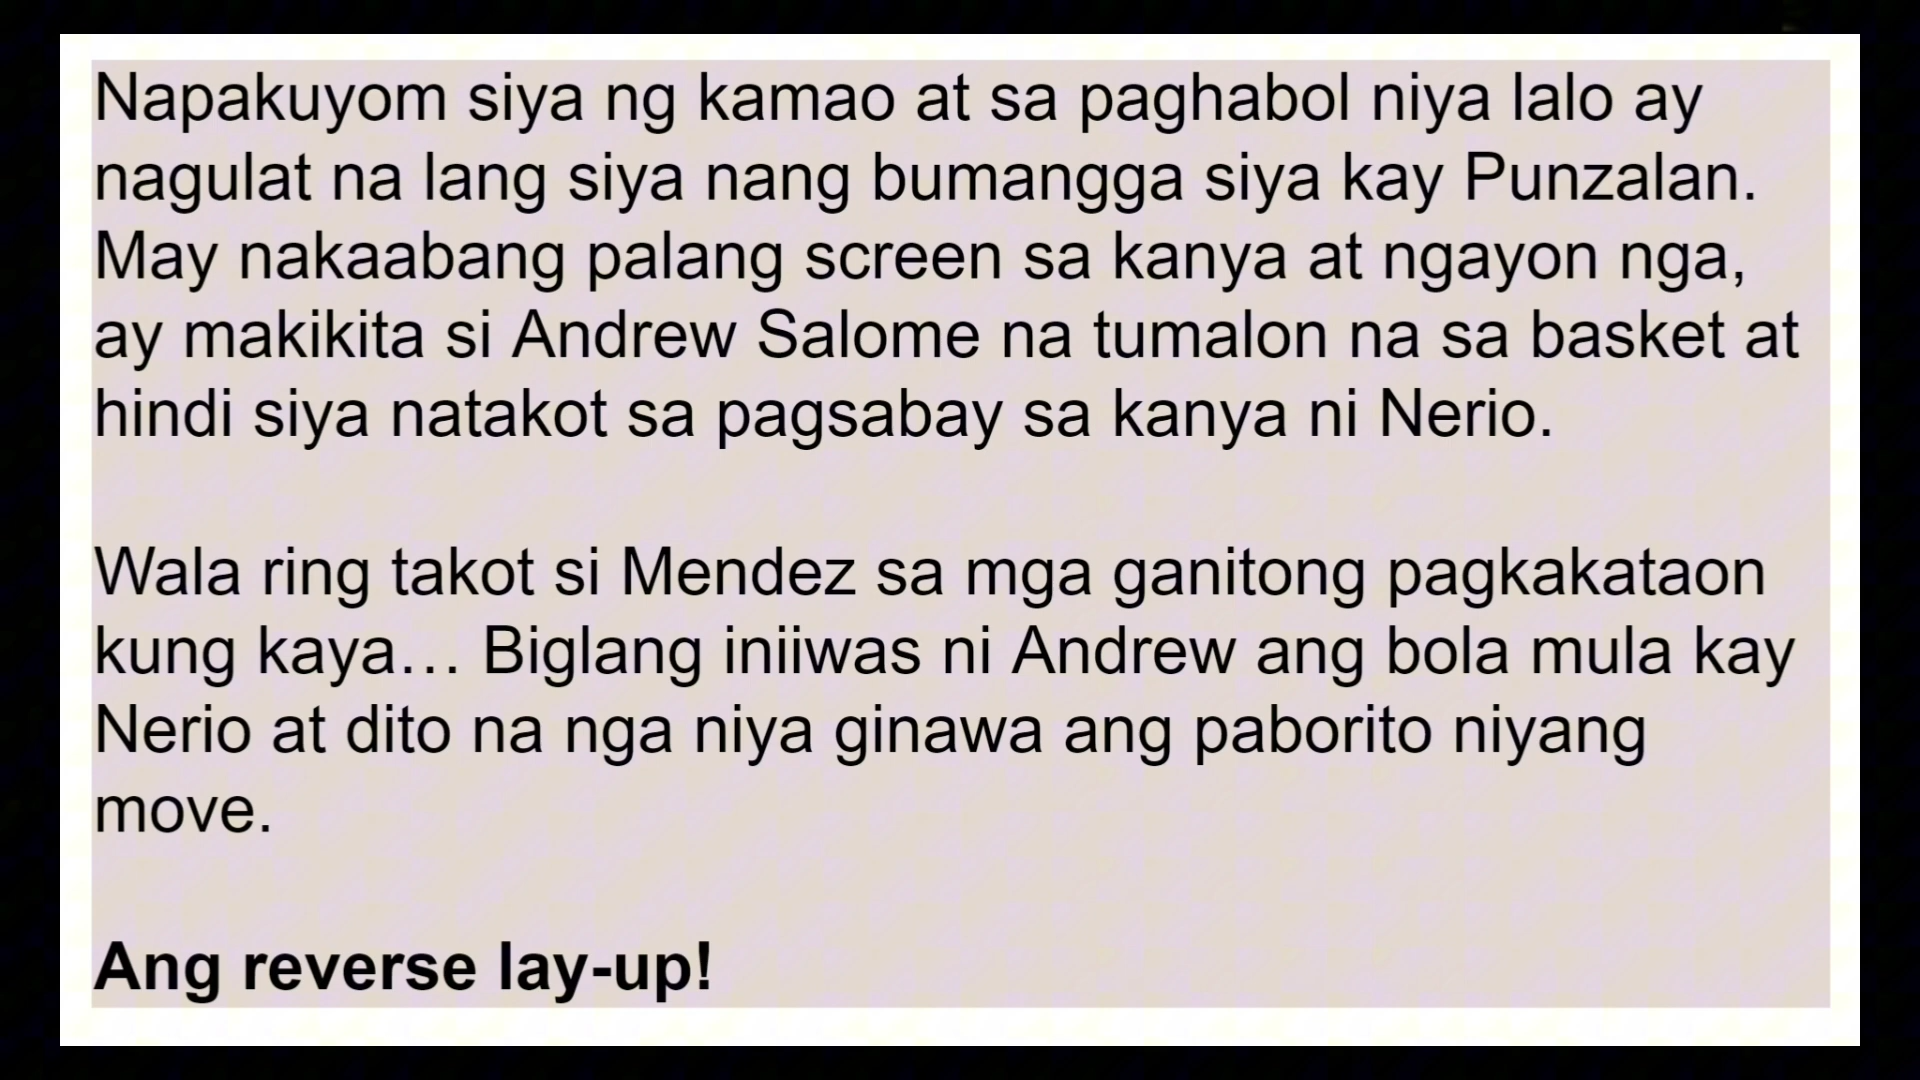 Napakuyom siya ng kamao at sa paghabol niya lalo ay
nagulat na lang siya nang bumangga siya kay Punzalan.
May nakaabang palang screen sa kanya at ngayon nga,
ay makikita si Andrew Salome na tumalon na sa basket at
hindi siya natakot sa pagsabay sa kanya ni Nerio.
Wala ring takot si Mendez sa mga ganitong pagkakataon
kung kaya… Biglang iniiwas ni Andrew ang bola mula kay
Nerio at dito na nga niya ginawa ang paborito niyang
move.
Ang reverse lay-up!